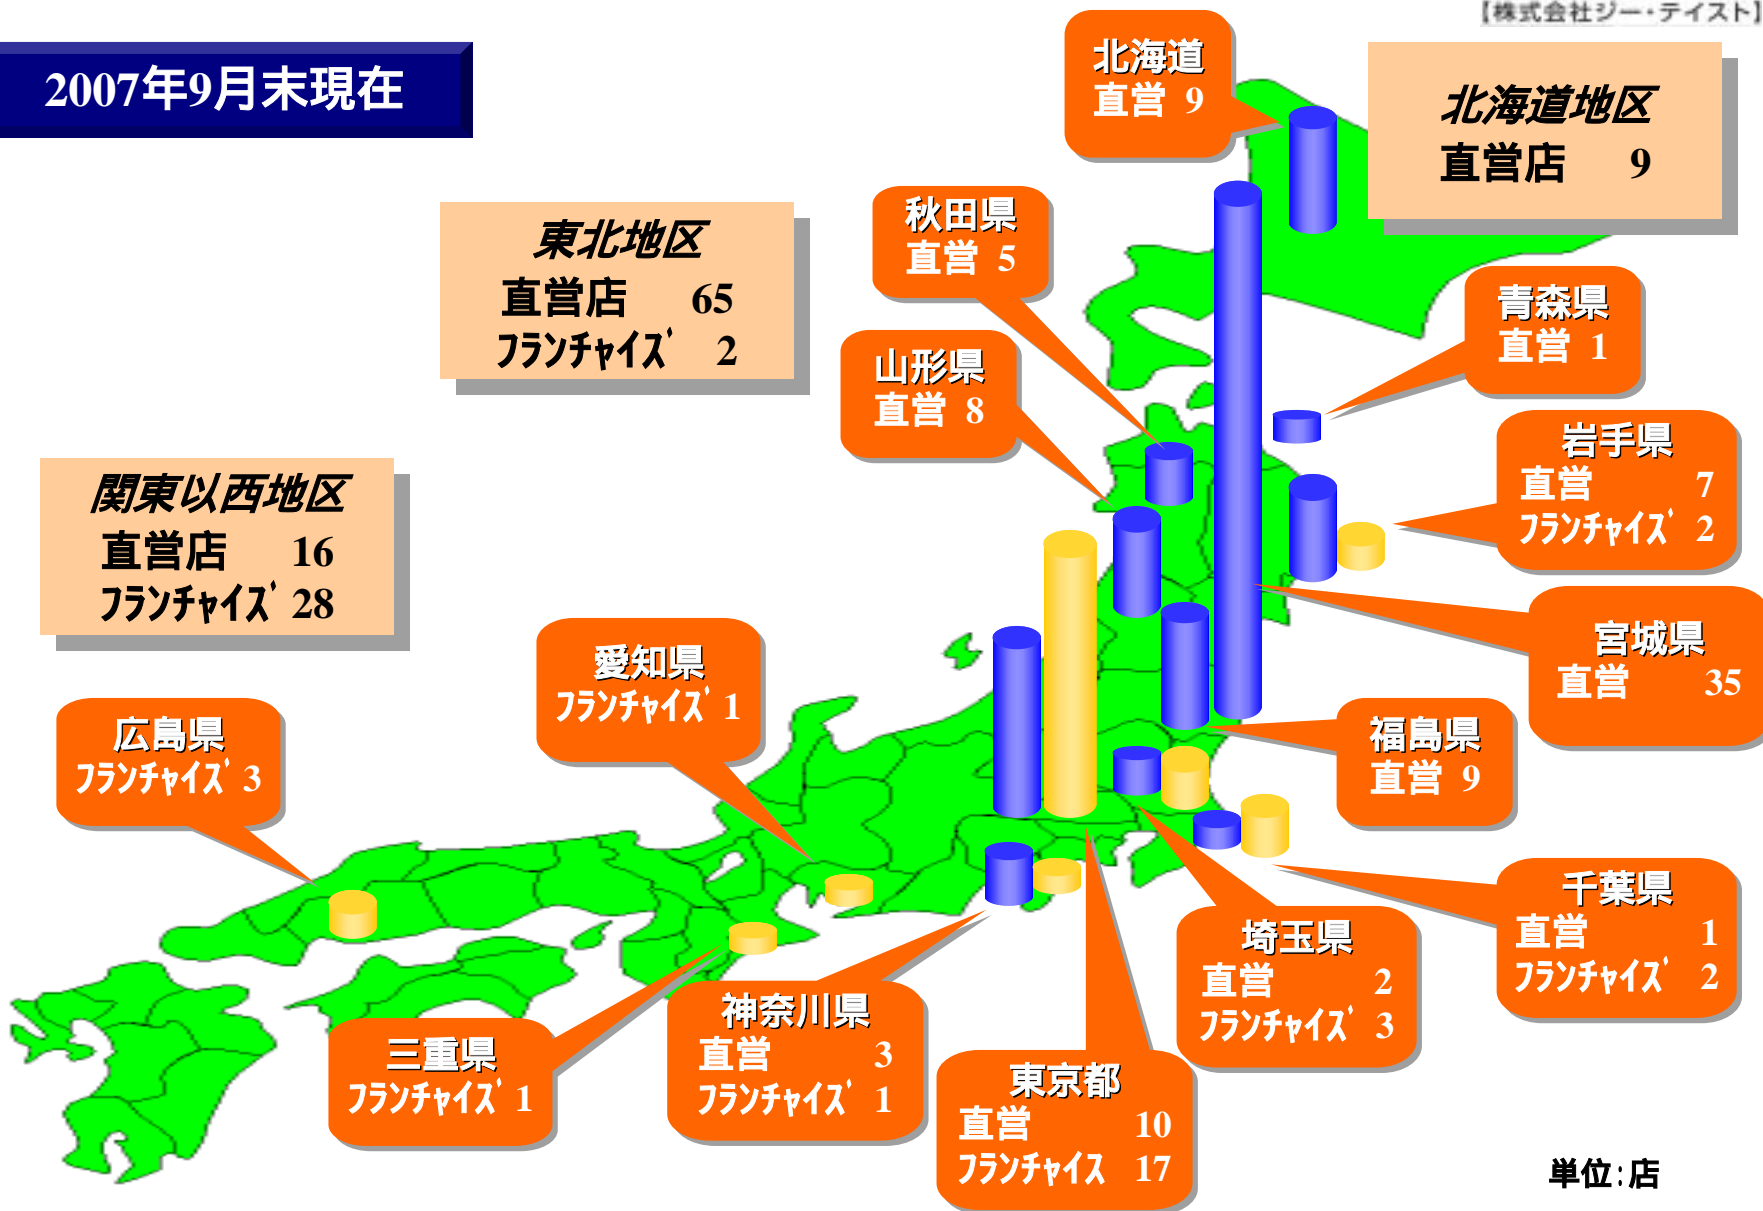 【株式会社ジー・テイスト】
2007年9月末現在
北海道
直営 9
北海道地区
直営店 9
秋田県
直営 5
東北地区
直営店 65
フランチャイズ 2
青森県
直営 1
山形県
直営 8
岩手県
直営 7
フランチャイズ 2
関東以西地区
直営店 16
フランチャイズ 28
宮城県
直営 35
愛知県
フランチャイズ 1
広島県
フランチャイズ 3
福島県
直営 9
千葉県
直営 1
フランチャイズ 2
埼玉県
直営 2
フランチャイズ 3
神奈川県
直営 3
フランチャイズ 1
三重県
フランチャイズ 1
東京都
直営 10
フランチャイス 17
単位:店